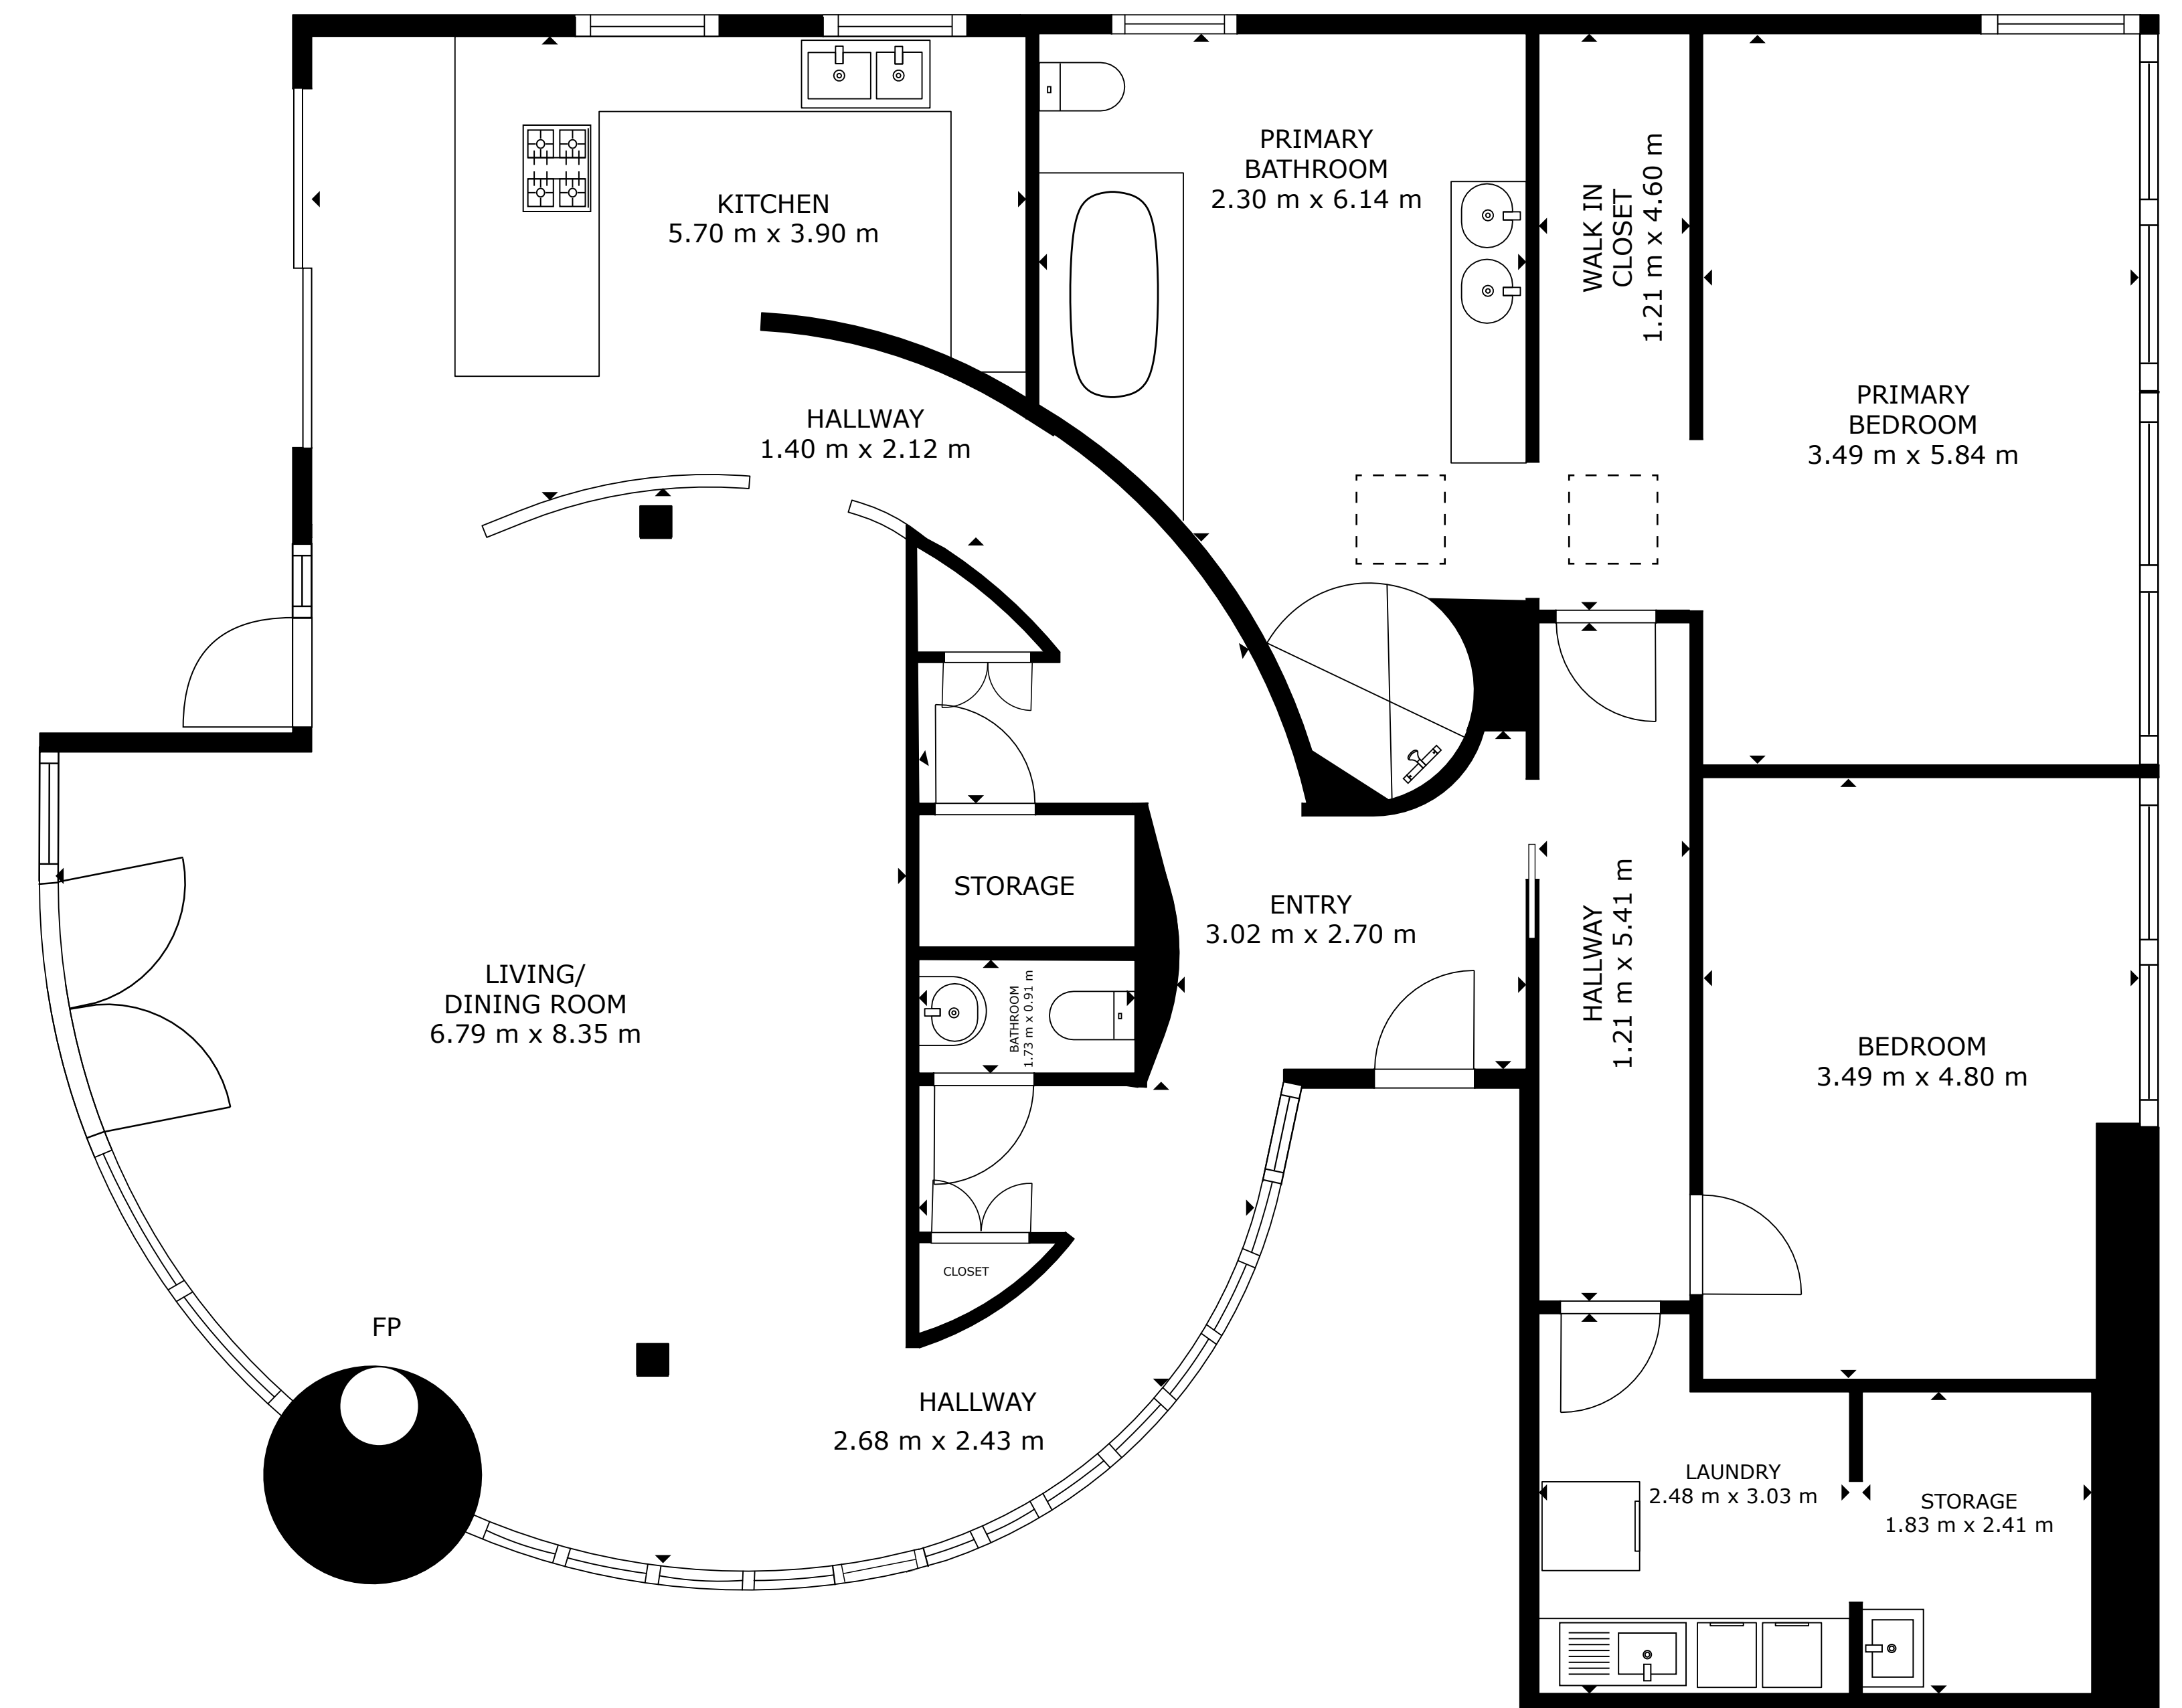 KITCHEN
5.70 m x 3.90 m
PRIMARY
BATHROOM
2.30 m x 6.14 m
WALK IN
CLOSET
1.21 m x 4.60 m
PRIMARY
BEDROOM
3.49 m x 5.84 m
HALLWAY
1.40 m x 2.12 m
STORAGE
ENTRY
3.02 m x 2.70 m
HALLWAY
1.21 m x 5.41 m
LIVING/
DINING ROOM
6.79 m x 8.35 m
BATHROOM
1.73 m x 0.91 m
BEDROOM
3.49 m x 4.80 m
CLOSET
FP
HALLWAY
2.68 m x 2.43 m
LAUNDRY
2.48 m x 3.03 m
STORAGE
1.83 m x 2.41 m